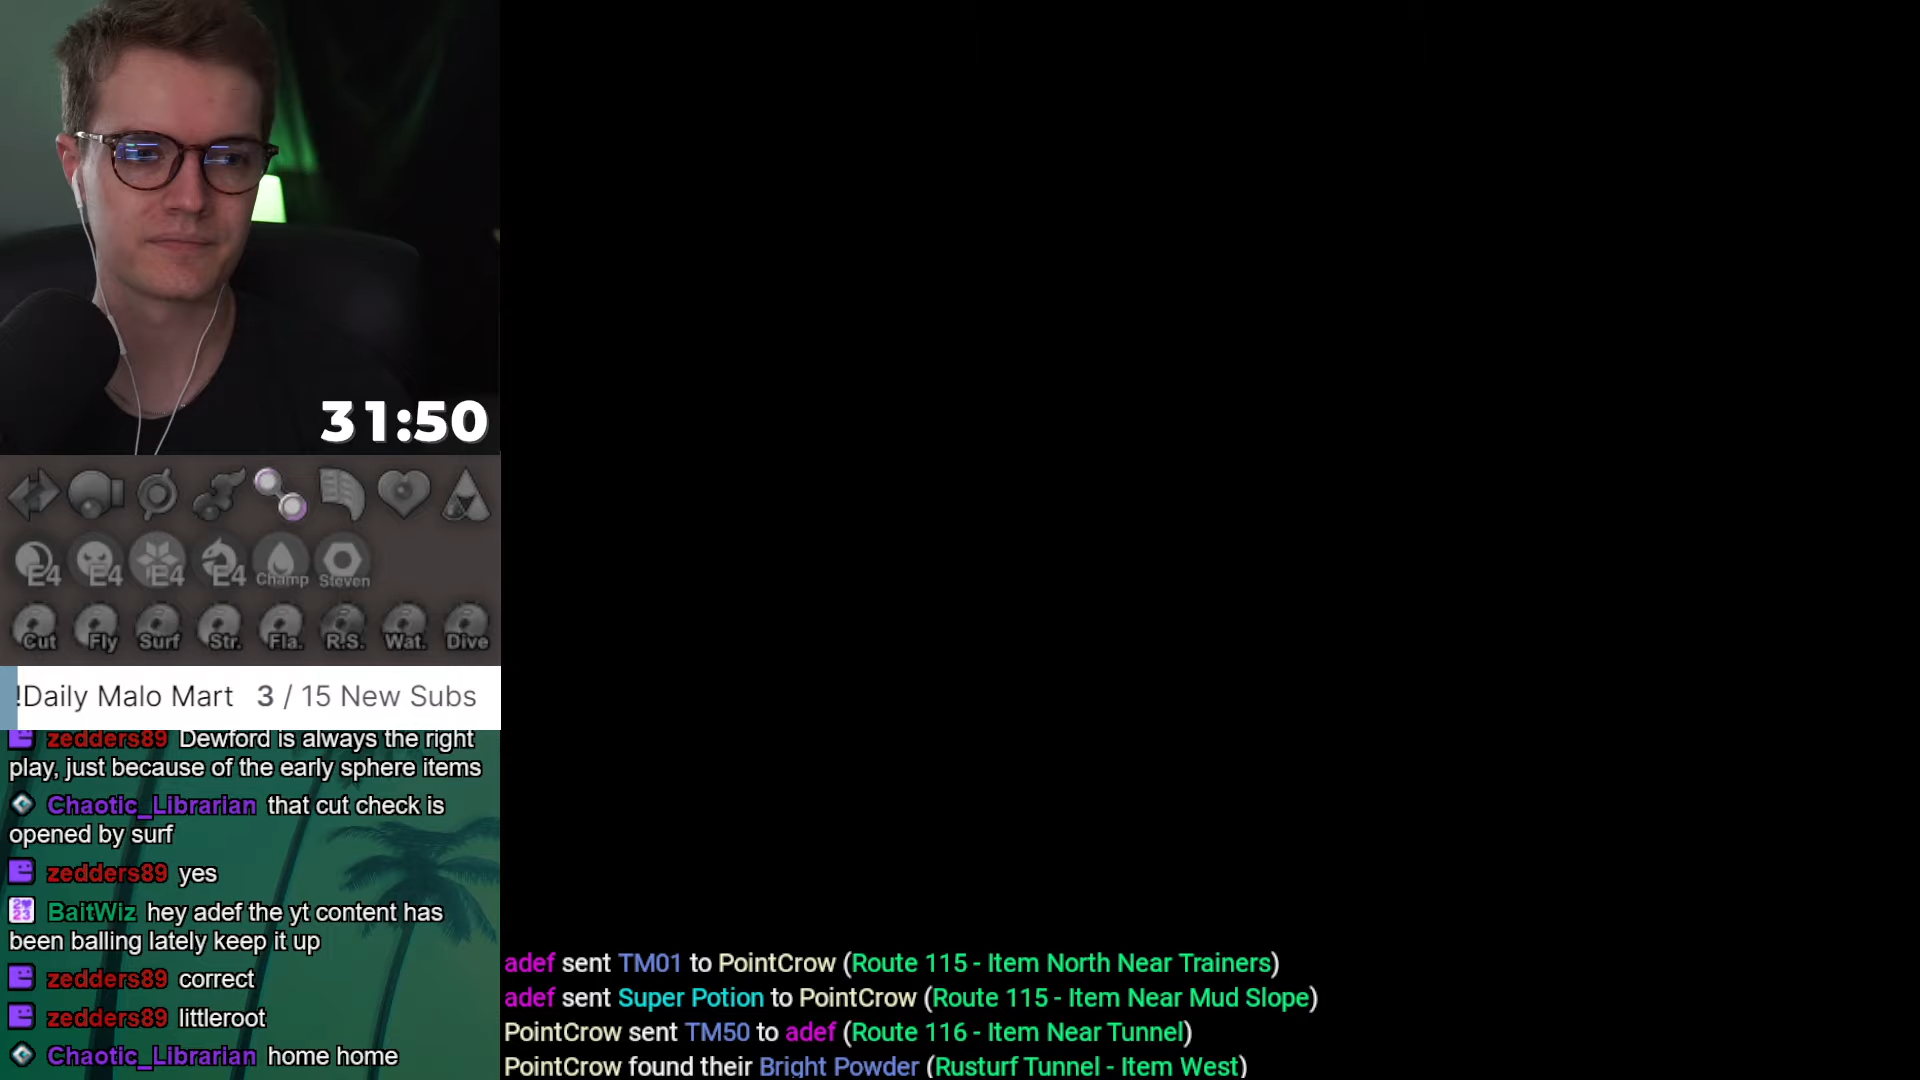 31:50
E4 E4 E4 E4 Champ Steven
Cut Fly Surf Str. Fla. R.S. Wat. Dive
!Daily Malo Mart 3 / 15 New Subs
zedders89 Dewford is always the right
play, just because of the early sphere items
Chaotic_Librarian that cut check is
opened by surf
zedders89 yes
BaitWiz hey adef the yt content has
been balling lately keep it up
zedders89 correct
zedders89 littleroot
Chaotic_Librarian home home
adef sent TM01 to PointCrow (Route 115 - Item North Near Trainers)
adef sent Super Potion to PointCrow (Route 115 - Item Near Mud Slope)
PointCrow sent TM50 to adef (Route 116 - Item Near Tunnel)
PointCrow found their Bright Powder (Rusturf Tunnel - Item West)